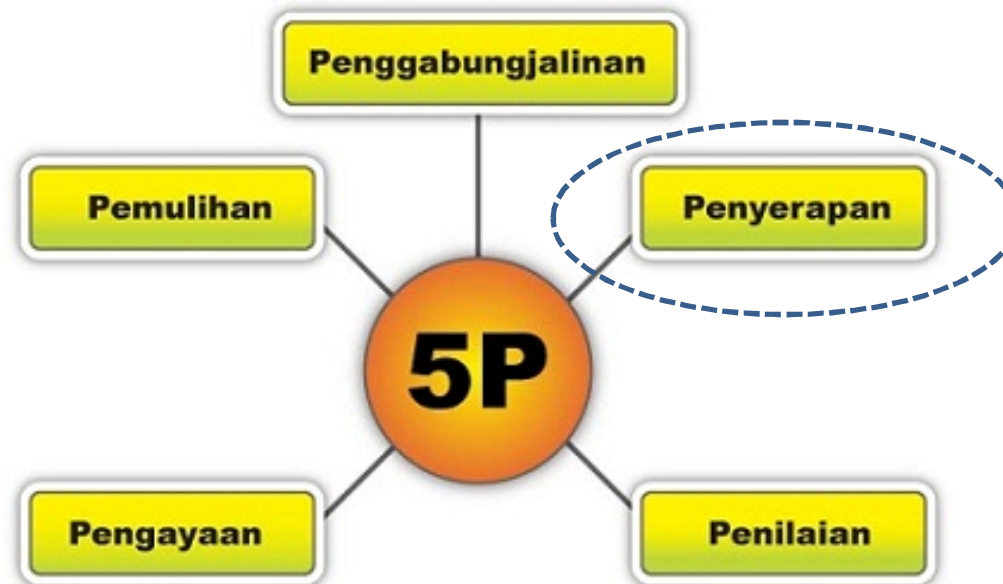 Penggabungjalinan
Pemulihan
Penyerapan
5P
Pengayaan
Penilaian